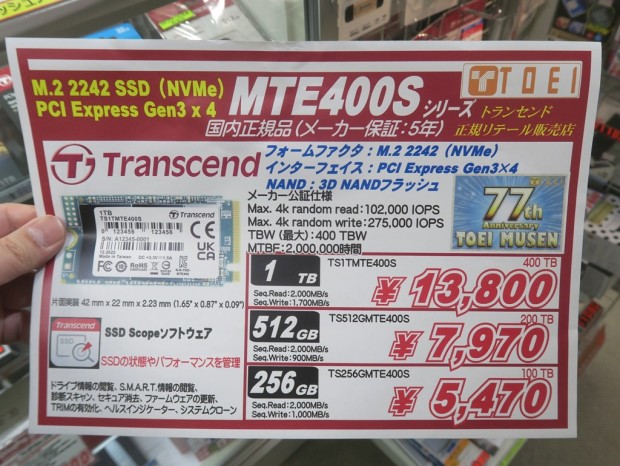 M.2 2242 SSD（NVMe）
PCI Express Gen3 x 4
MTE400S シリーズ
TOEI
トランセンド
正規リテール販売店
国内正規品（メーカー保証：5年）
Transcend
フォームファクタ：M.2 2242（NVMe）
インターフェイス：PCI Express Gen3×4
NAND：3D NANDフラッシュ
メーカー公証仕様
Max. 4k random read：102,000 IOPS
Max. 4k random write：275,000 IOPS
TBW（最大）：400 TBW
MTBF：2,000,000時間
77th
Anniversary
TOEI MUSEN
1TB
TS1TMTE400S
Transcend
S/N: A12345-0001
Made in Taiwan
片面実装 42 mm x 22 mm x 2.23 mm (1.65" x 0.87" x 0.09")
1 TB
Seq.Read：2,000MB/s
Seq.Write：1,700MB/s
TS1TMTE400S
400 TB
￥13,800
512 GB
Seq.Read：2,000MB/s
Seq.Write：900MB/s
TS512GMTE400S
200 TB
￥7,970
256 GB
Seq.Read：2,000MB/s
Seq.Write：1,000MB/s
TS256GMTE400S
100 TB
￥5,470
Transcend
SSD
SSD Scopeソフトウェア
SSDの状態やパフォーマンスを管理
ドライブ情報の閲覧、S.M.A.R.T.情報の閲覧、
診断スキャン、セキュア消去、ファームウェアの更新、
TRIMの有効化、ヘルスインジケーター、システムクローン